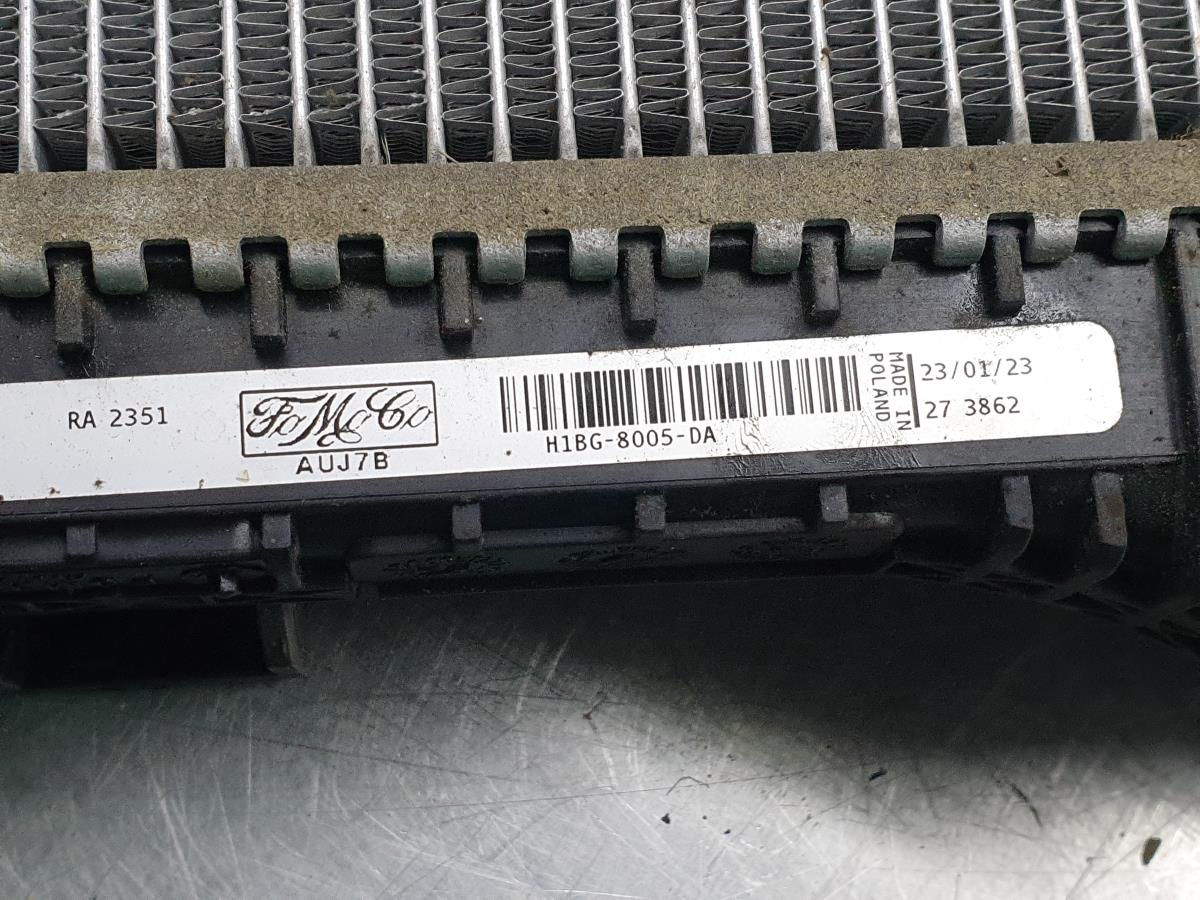 RA 2351
FoMoCo
AUJ7B
H1BG-8005-DA
MADE IN
POLAND
23/01/23
27 3862